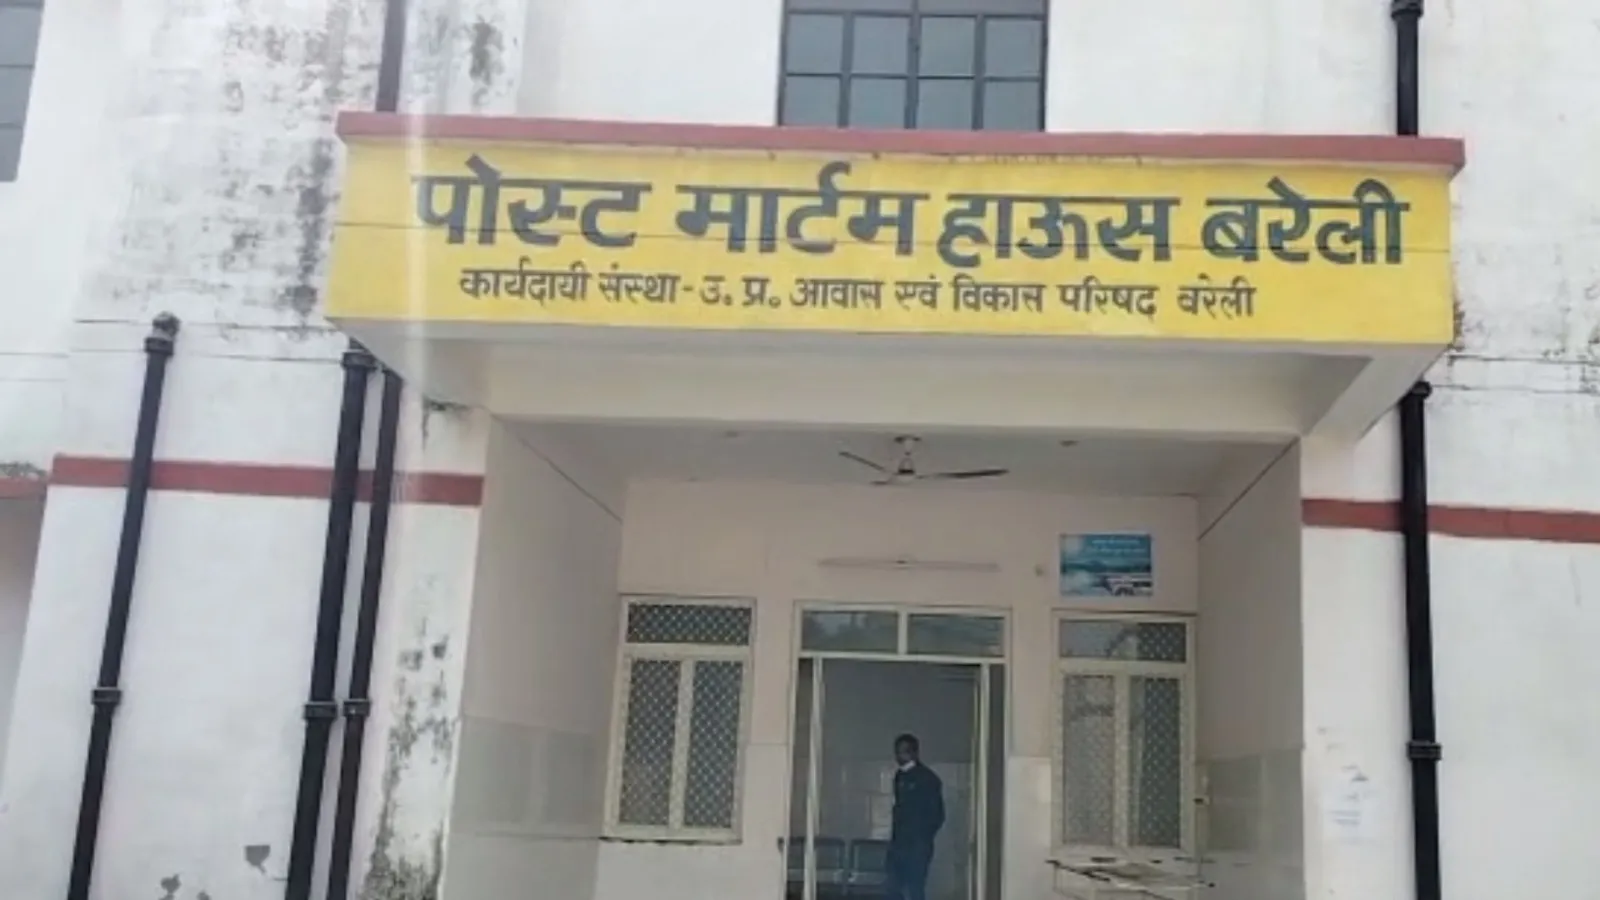 पोस्ट मार्टम हाऊस बरेली
कार्यदायी संस्था - उ. प्र. आवास एवं विकास परिषद बरेली